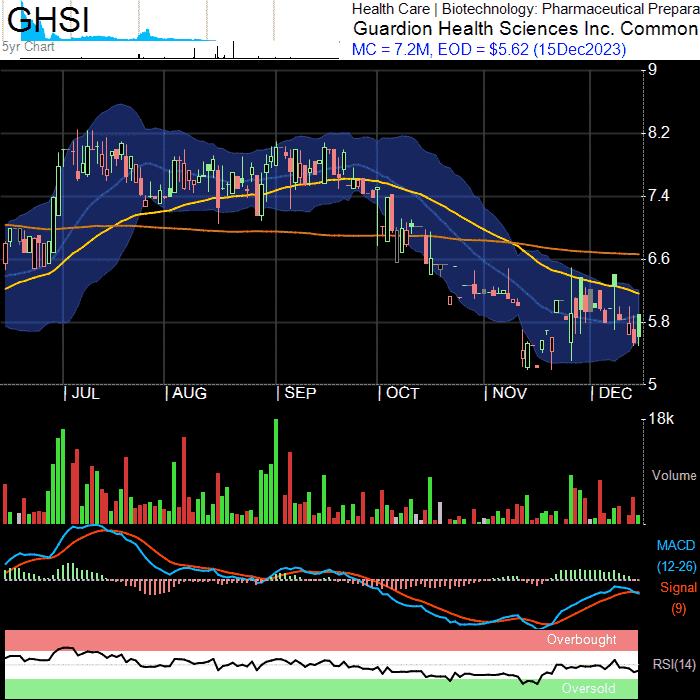 GHSI
Health Care | Biotechnology: Pharmaceutical Prepara
Guardion Health Sciences Inc. Common
MC = 7.2M, EOD = $5.62 (15Dec2023)
5yr Chart
9
8.2
7.4
6.6
5.8
5
| JUL | AUG | SEP | OCT | NOV | DEC
18k
Volume
MACD
(12-26)
Signal
(9)
Overbought
RSI(14)
Oversold